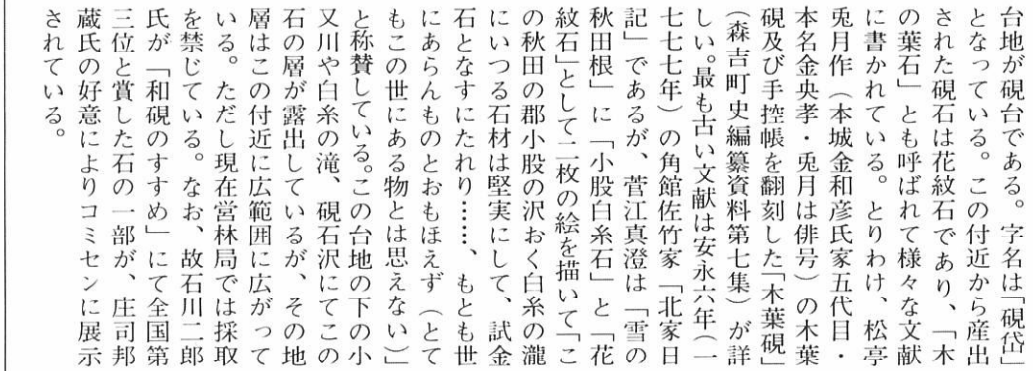 台地が硯台である。字名は「硯岱」
となっている。この付近から産出
された硯石は花紋石であり、「木
の葉石」とも呼ばれて様々な文献
に書かれている。とりわけ、松亭
兎月作（本城金和彦氏家五代目・
本名金央孝・兎月は俳号）の木葉
硯及び手控帳を翻刻した「木葉硯」
（森吉町史編纂資料第七集）が詳
しい。最も古い文献は安永六年（一
七七七年）の角館佐竹家「北家日
記」であるが、菅江真澄は「雪の
秋田根」に「小股白糸石」と「花
紋石」として二枚の絵を描いて「こ
の秋田の郡小股の沢おく白糸の瀧
にいつる石材は堅実にして、試金
石となすにたれり……、もとも世
にあらんものとおもほえず（とて
もこの世にある物とは思えない）」
と称賛している。この台地の下の小
又川や白糸の滝、硯石沢にてこの
石の層が露出しているが、その地
層はこの付近に広範囲に広がって
いる。ただし現在営林局では採取
を禁じている。なお、故石川二郎
氏が「和硯のすすめ」にて全国第
三位と賞した石の一部が、庄司邦
蔵氏の好意によりコミセンに展示
されている。